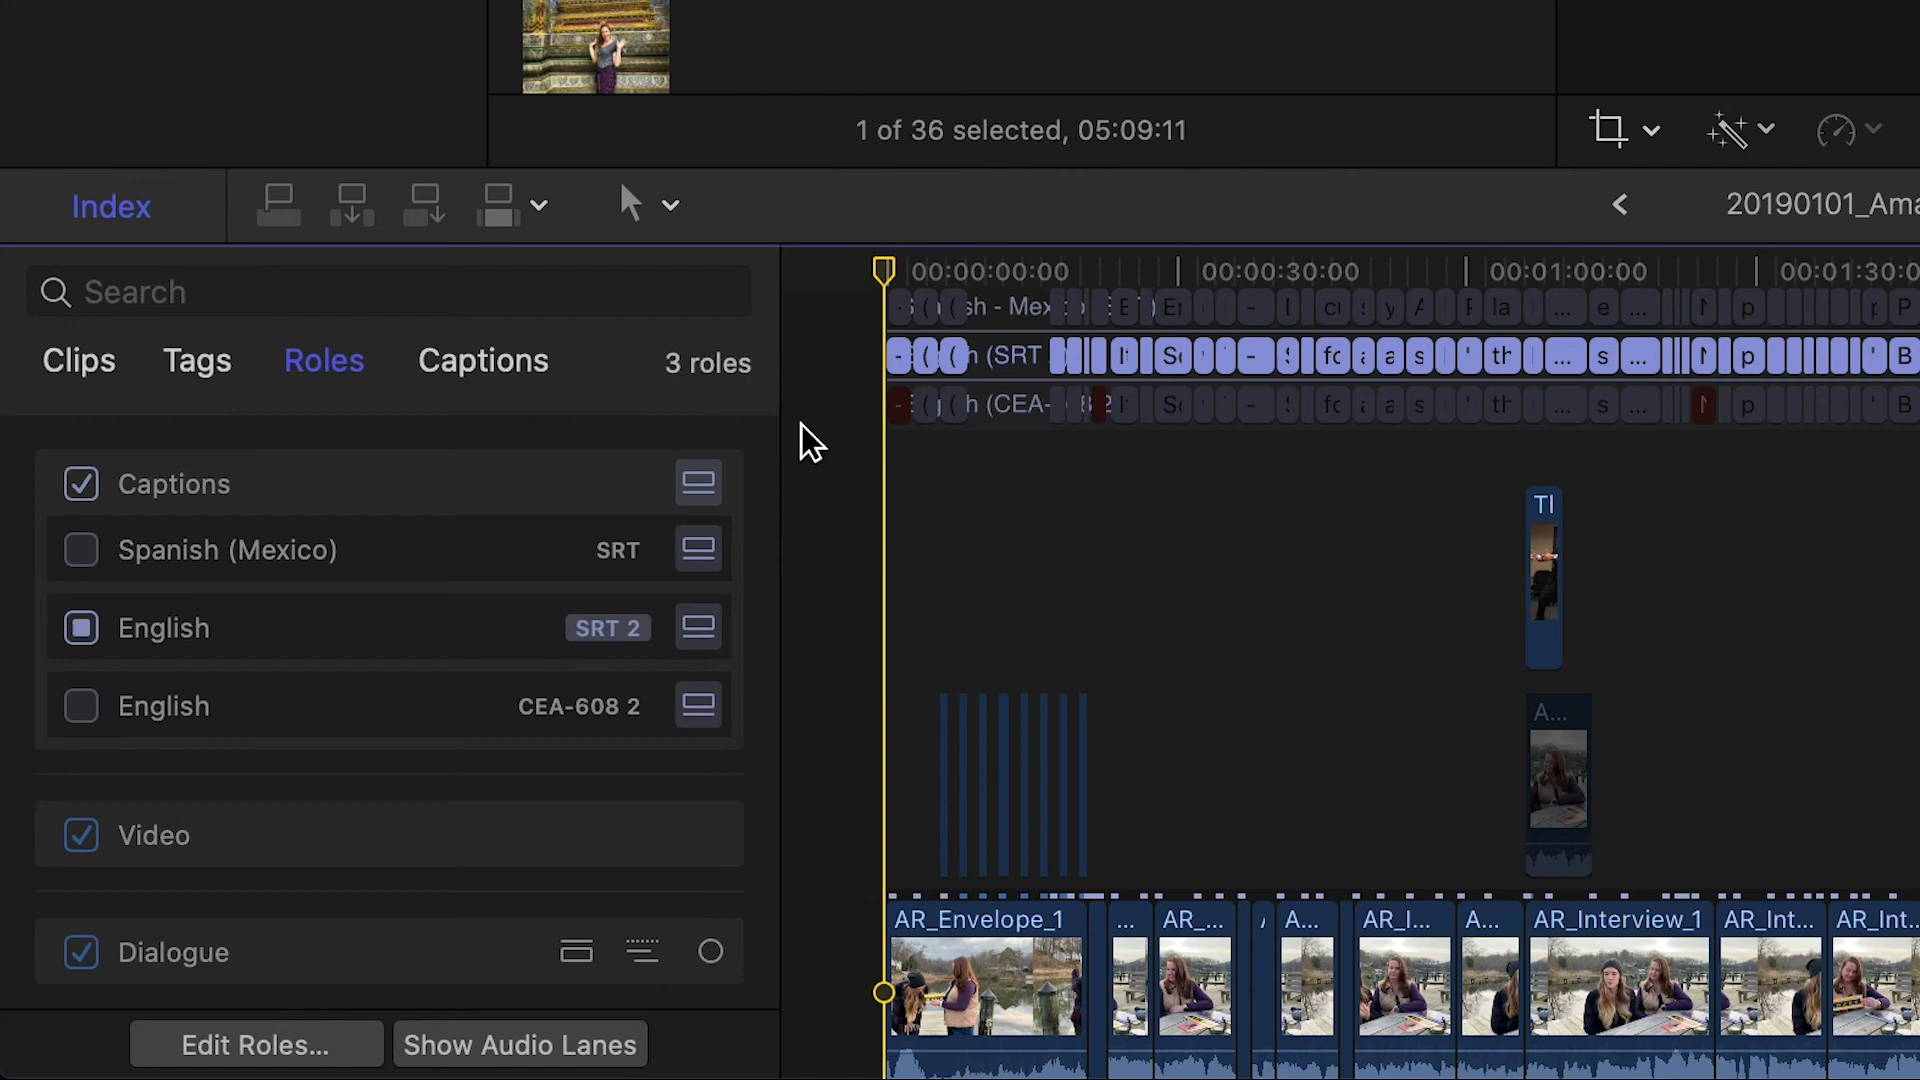 1 of 36 selected, 05:09:11
Index
20190101_Ama
Search
Clips Tags Roles Captions 3 roles
00:00:00:00 00:00:30:00 00:01:00:00 00:01:30:0
Captions
Spanish (Mexico) SRT
English SRT 2
English CEA-608 2
Video
Dialogue
Edit Roles... Show Audio Lanes
A...
AR_Envelope_1 ... AR_... A... AR_I... A... AR_Interview_1 AR_Int... AR_Int...